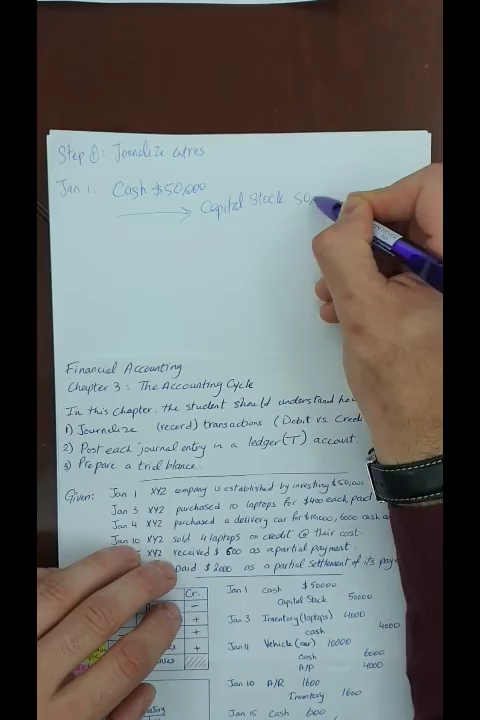 Step ①: Jornalize entries
Jan 1. Cash $50,000
Capital Stock 50,
Financial Accounting
Chapter 3: The Accounting Cycle
In this Chapter, the student should understand
1) Journelize (record) transactions (Debit vs. Credi
2) Post each journal entry in a ledger (T) account.
3) Prepare a trial blance.
Given: Jan 1 XYZ company is established by investing $50,000
Jan 3 XYZ purchased 10 laptops for $400 each, paid
Jan 4 XYZ purchased a delivery car for $10,000, 6000 cash
Jan 10 XYZ sold 4 laptops on credit @ their cost.
XYZ received $ 600 as a partial payment.
paid $ 2000 as a partial settlement of its
Cr.
-
+
+
+
Jan 1 Cash $ 50000
Capital Stock 50000
Jan 3 Inventory (laptops) 4000
cash 4000
Jan 4 Vehicle (car) 10000
Cash 6000
A/P 4000
Jan 10 A/R 1600
Inventory 1600
Jan 15 Cash 600